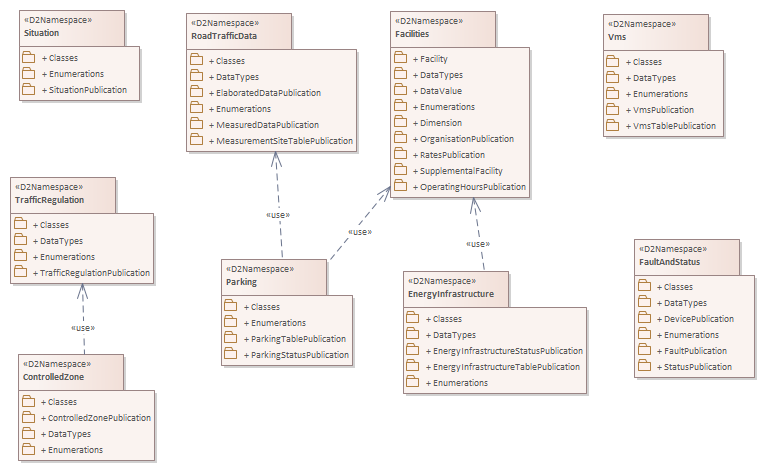 «D2Namespace»
Situation
+ Classes
+ Enumerations
+ SituationPublication
«D2Namespace»
RoadTrafficData
+ Classes
+ DataTypes
+ ElaboratedDataPublication
+ Enumerations
+ MeasuredDataPublication
+ MeasurementSiteTablePublication
«D2Namespace»
Facilities
+ Facility
+ DataTypes
+ DataValue
+ Enumerations
+ Dimension
+ OrganisationPublication
+ RatesPublication
+ SupplementalFacility
+ OperatingHoursPublication
«D2Namespace»
Vms
+ Classes
+ DataTypes
+ Enumerations
+ VmsPublication
+ VmsTablePublication
«D2Namespace»
TrafficRegulation
+ Classes
+ DataTypes
+ Enumerations
+ TrafficRegulationPublication
«use»
«use»
«use»
«use»
«D2Namespace»
Parking
+ Classes
+ Enumerations
+ ParkingTablePublication
+ ParkingStatusPublication
«D2Namespace»
EnergyInfrastructure
+ Classes
+ DataTypes
+ EnergyInfrastructureStatusPublication
+ EnergyInfrastructureTablePublication
+ Enumerations
«D2Namespace»
FaultAndStatus
+ Classes
+ DataTypes
+ DevicePublication
+ Enumerations
+ FaultPublication
+ StatusPublication
«D2Namespace»
ControlledZone
+ Classes
+ ControlledZonePublication
+ DataTypes
+ Enumerations